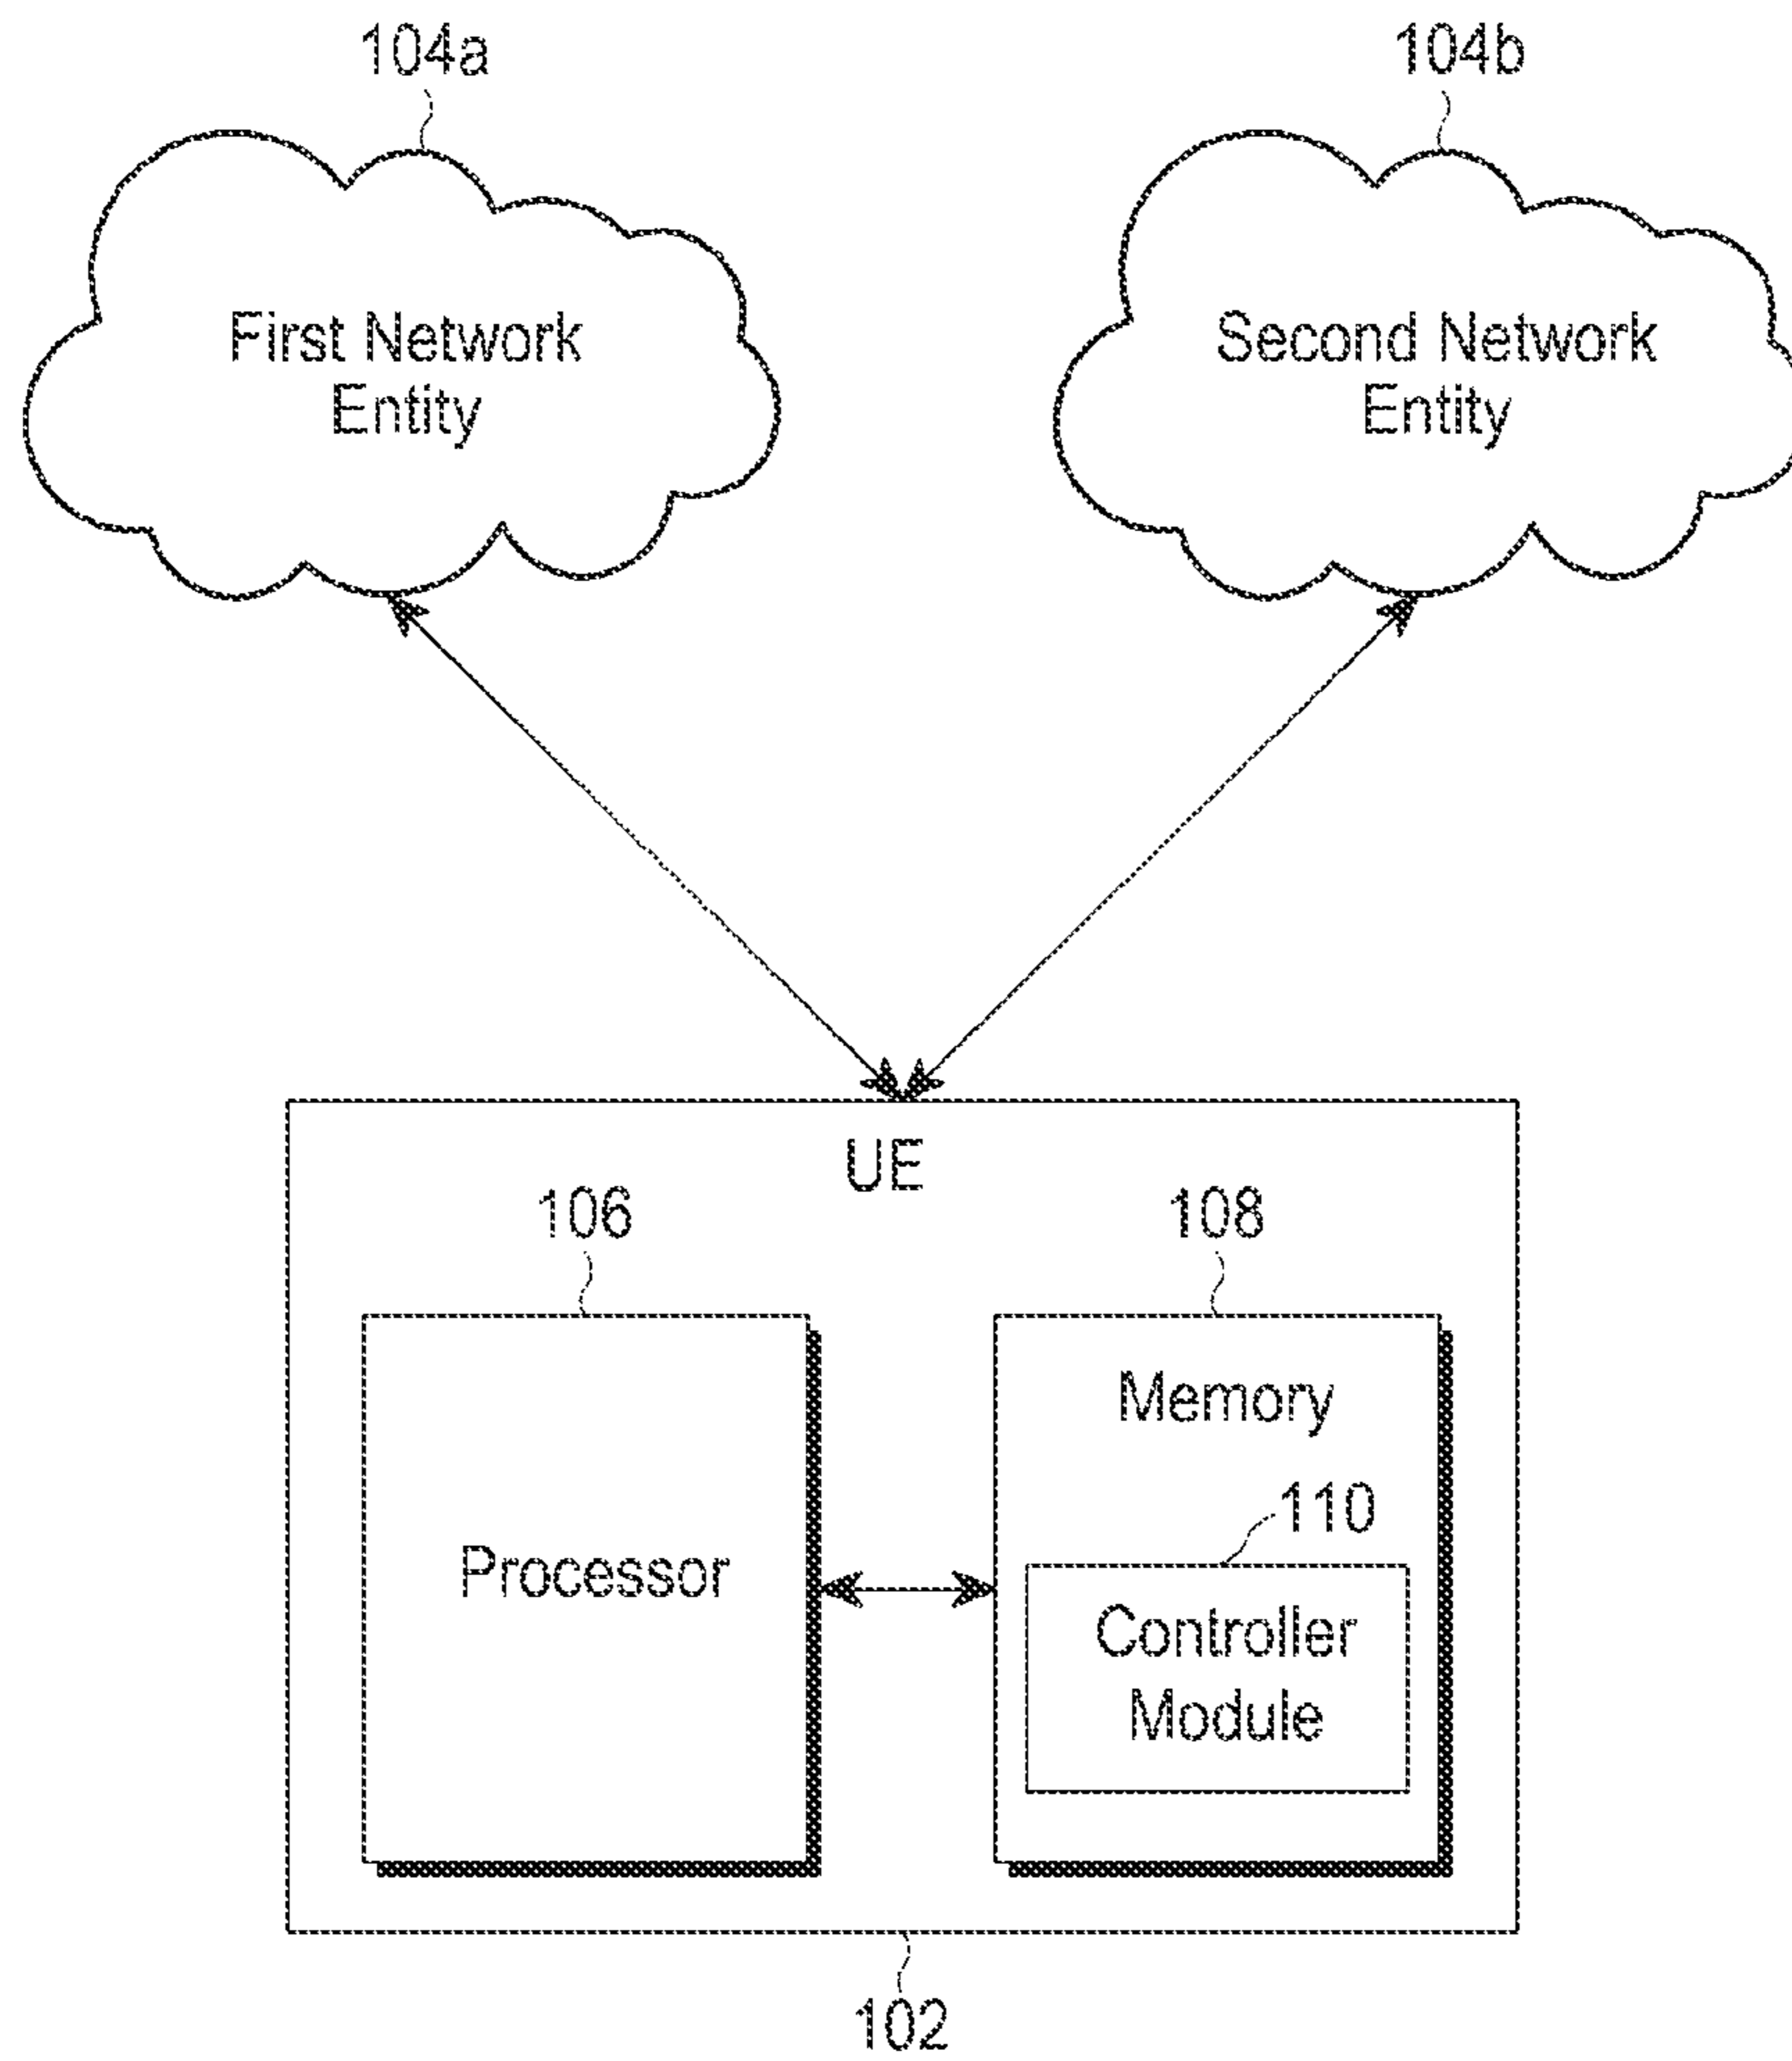 104a
104b
First Network
Entity
Second Network
Entity
UE
106
108
Memory
110
Processor
Controller
Module
102